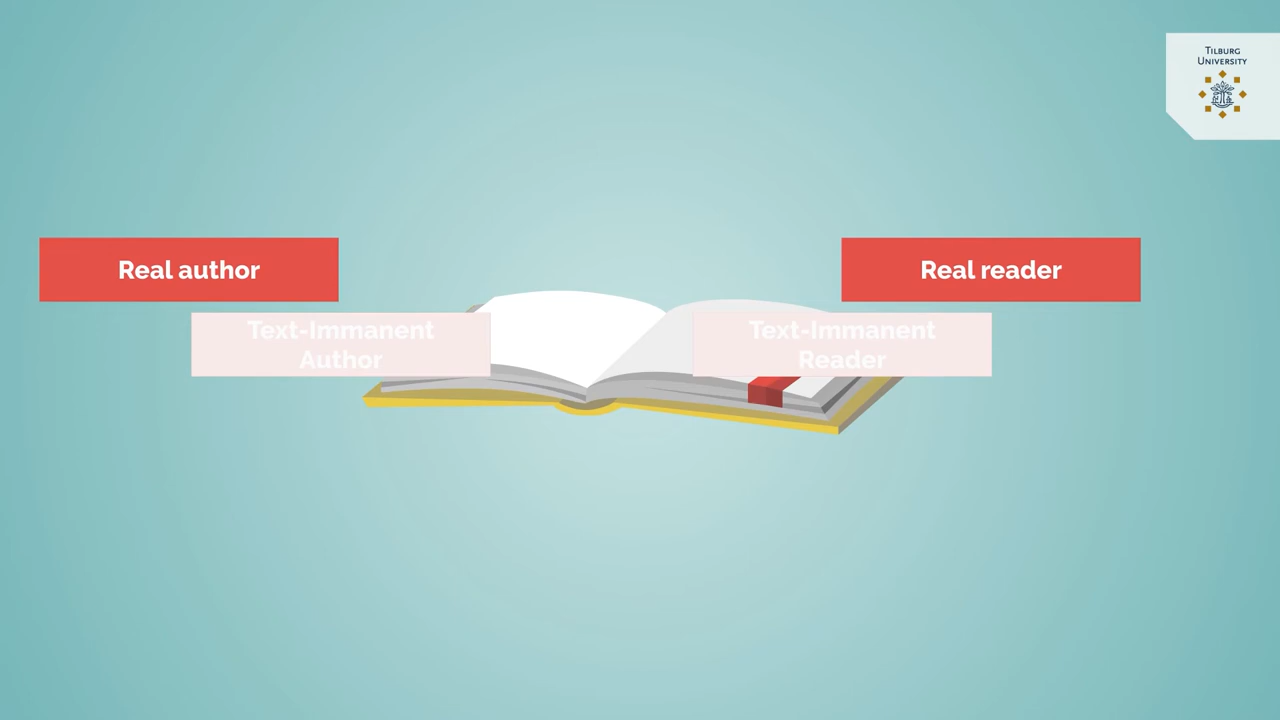 TILBURG
UNIVERSITY
Real author
Real reader
Text-Immanent
Author
Text-Immanent
Reader